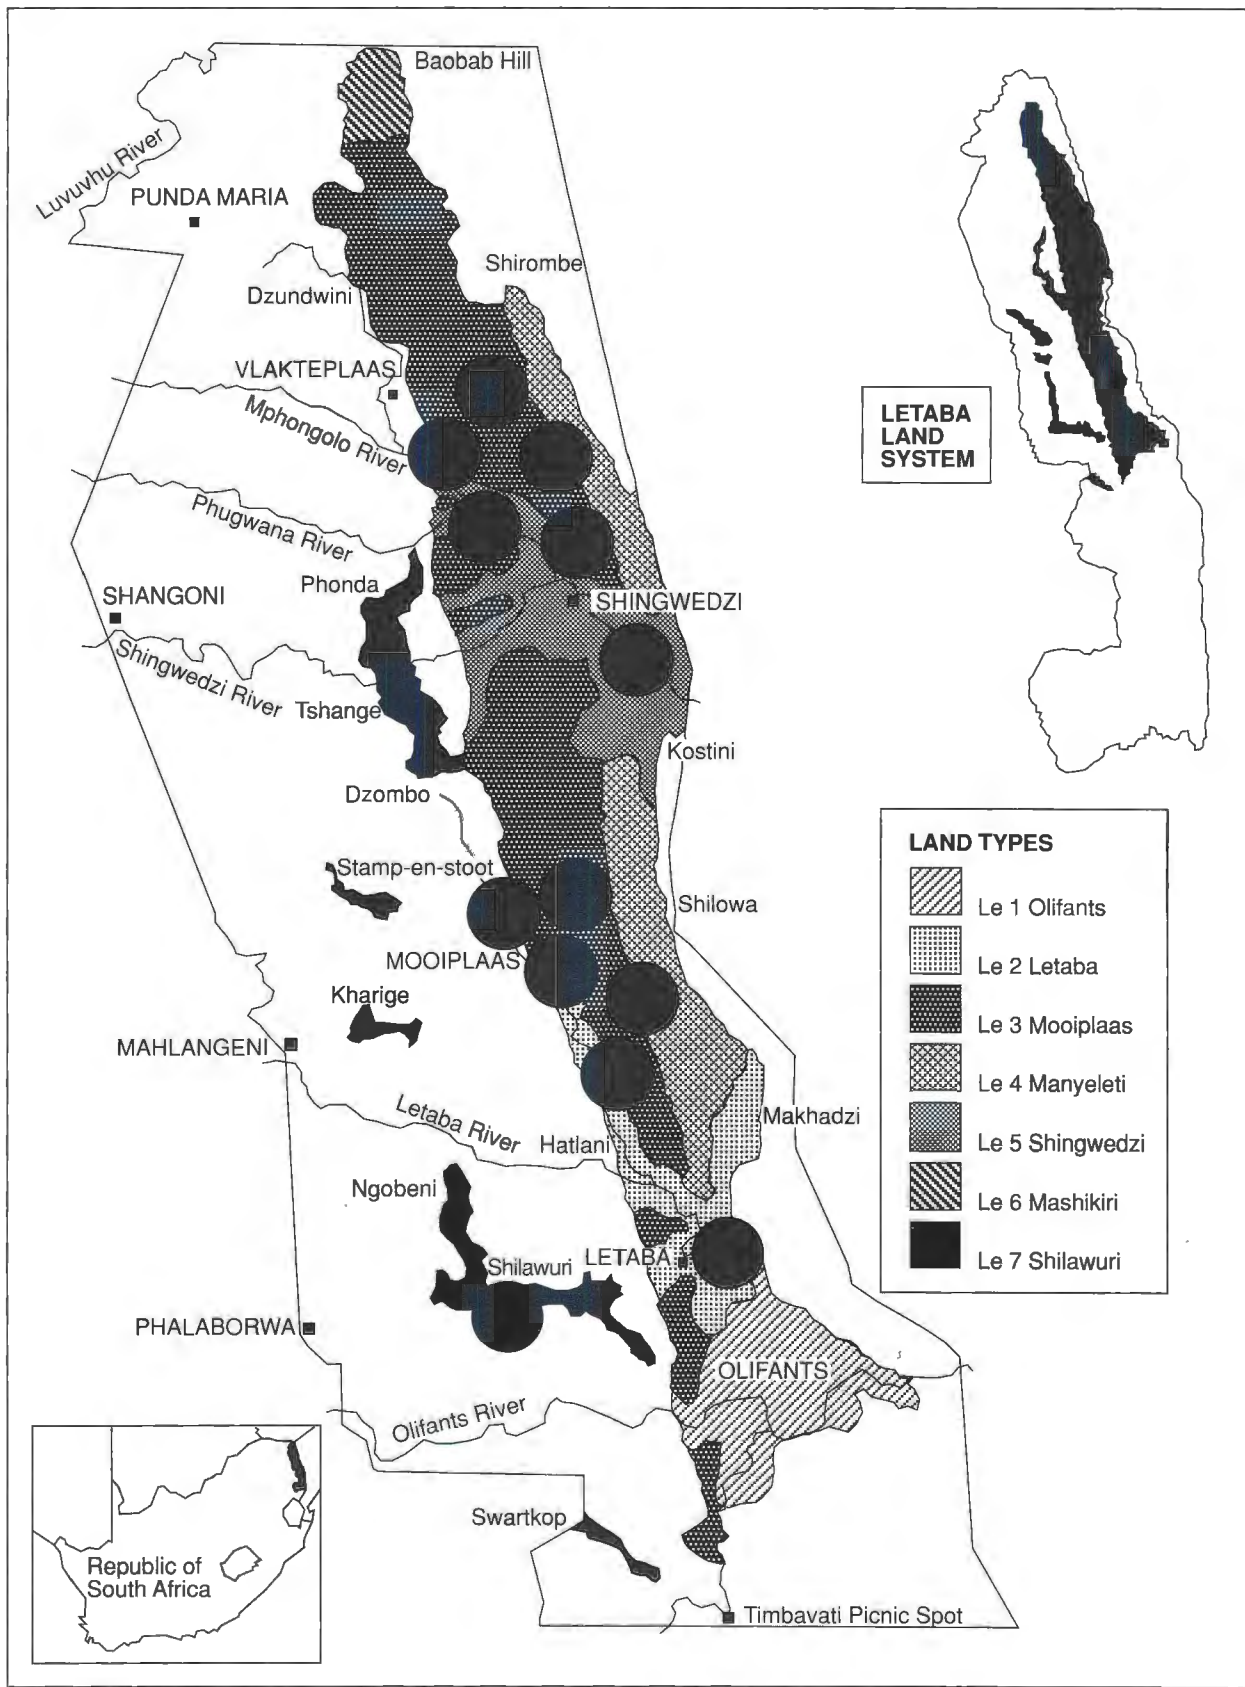 Baobab Hill
Luvuvhu River
PUNDA MARIA
Shirombe
Dzundwini
VLAKTEPLAAS
Mphongolo River
LETABA
LAND
SYSTEM
Phugwana River
Phonda
SHANGONI
SHINGWEDZI
Shingwedzi River
Tshange
Kostini
Dzombo
LAND TYPES
Stamp-en-stoot
Shilowa
Le 1 Olifants
MOOIPLAAS
Le 2 Letaba
Kharige
Le 3 Mooiplaas
MAHLANGENI
Le 4 Manyeleti
Letaba River
Makhadzi
Hatlani
Le 5 Shingwedzi
Ngobeni
Le 6 Mashikiri
Shilawuri
LETABA
Le 7 Shilawuri
PHALABORWA
OLIFANTS
Olifants River
Swartkop
Republic of
South Africa
Timbavati Picnic Spot